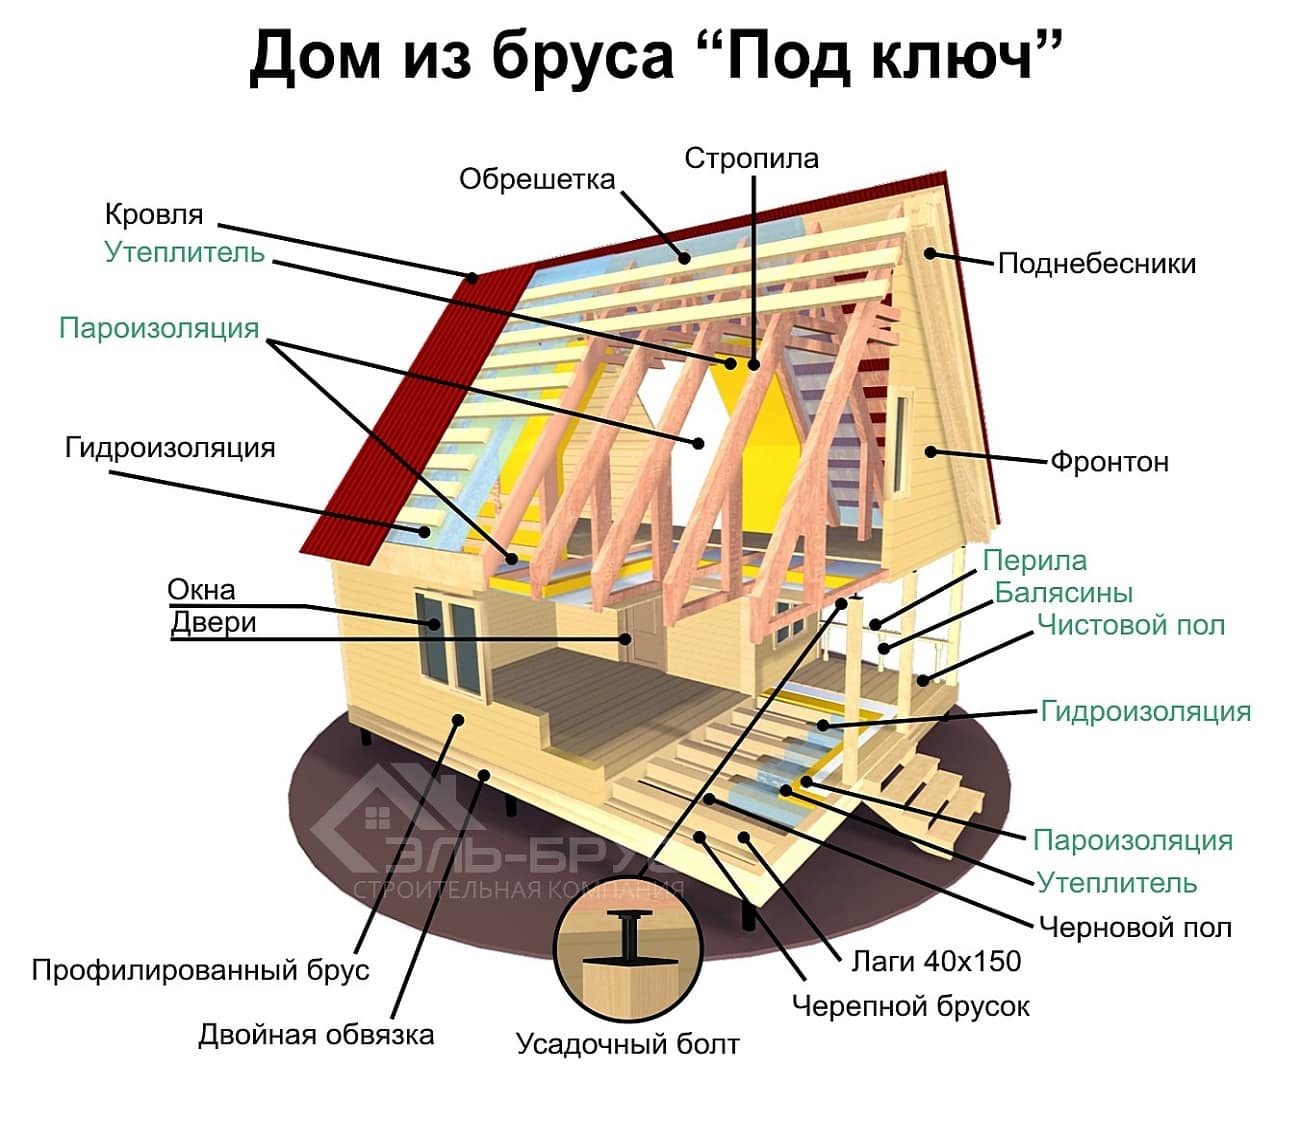 Дом из бруса “Под ключ”
Стропила
Обрешетка
Кровля
Утеплитель
Поднебесники
Пароизоляция
Гидроизоляция
Фронтон
Перила
Окна
Балясины
Двери
Чистовой пол
Гидроизоляция
ЭЛЬ-БРУС
СТРОИТЕЛЬНАЯ КОМПАНИЯ
Пароизоляция
Утеплитель
Черновой пол
Лаги 40х150
Профилированный брус
Черепной брусок
Двойная обвязка
Усадочный болт